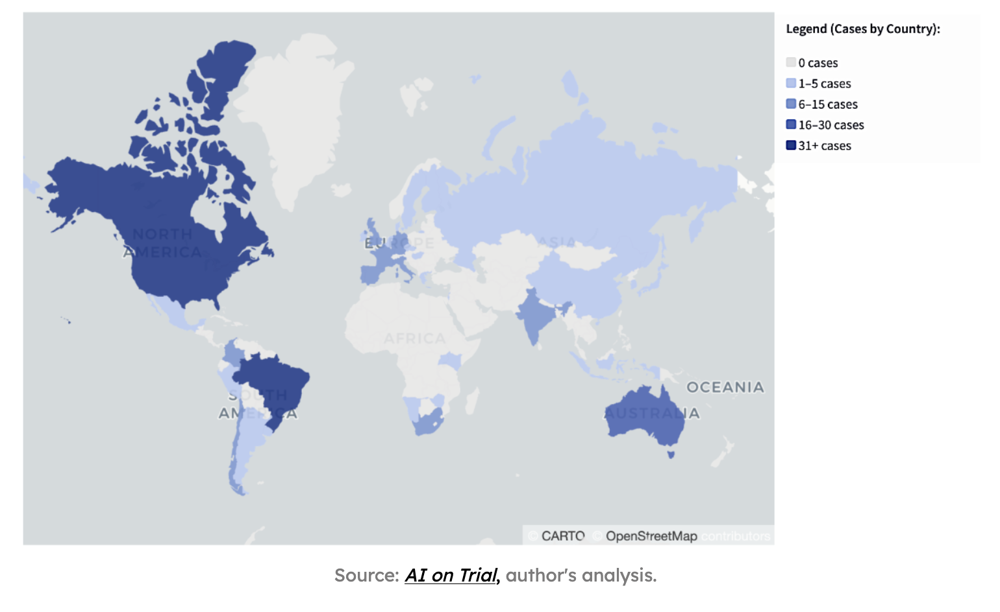 Legend (Cases by Country):
0 cases
1–5 cases
6–15 cases
16–30 cases
31+ cases
NORTH
AMERICA
EUROPE
ASIA
AFRICA
OCEANIA
SOUTH
AMERICA
AUSTRALIA
© CARTO © OpenStreetMap contributors
Source: AI on Trial, author's analysis.